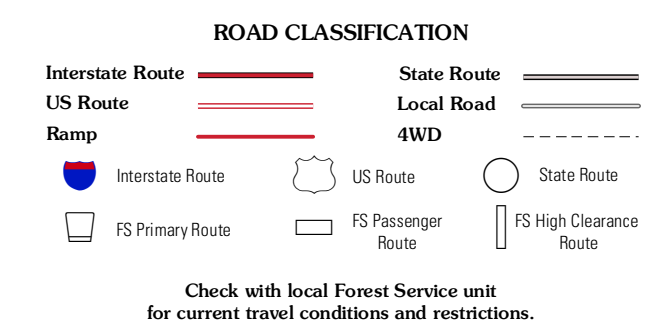 ROAD CLASSIFICATION
Interstate Route
State Route
US Route
Local Road
Ramp
4WD
Interstate Route
US Route
State Route
FS Primary Route
FS Passenger
Route
FS High Clearance
Route
Check with local Forest Service unit
for current travel conditions and restrictions.